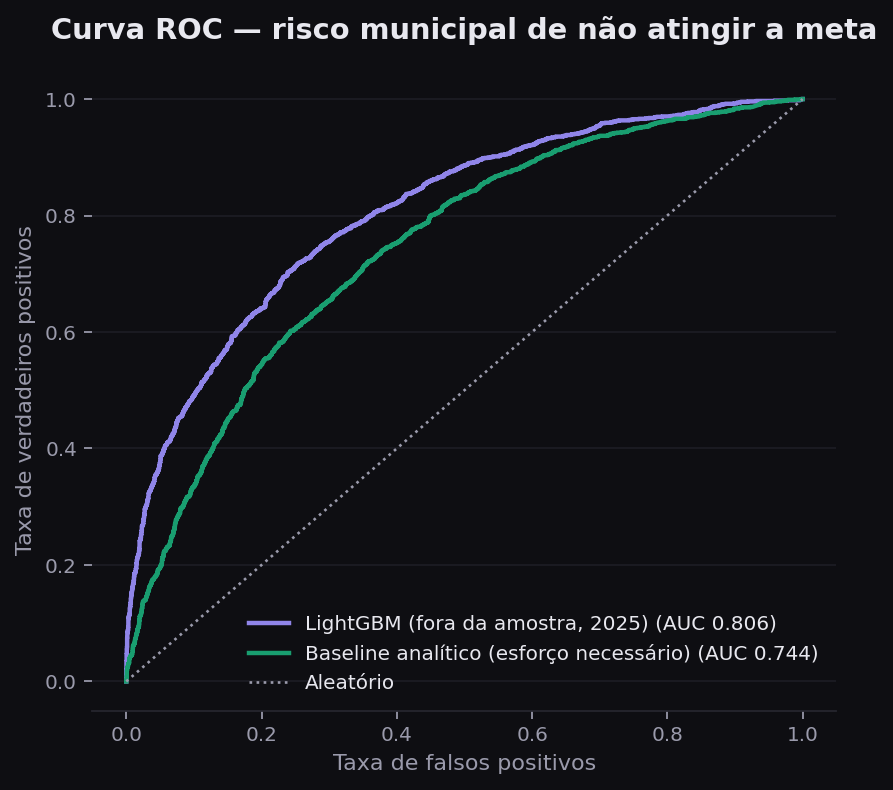 Curva ROC — risco municipal de não atingir a meta
1.0
0.8
0.6
0.4
0.2
0.0
Taxa de verdadeiros positivos
LightGBM (fora da amostra, 2025) (AUC 0.806)
Baseline analítico (esforço necessário) (AUC 0.744)
Aleatório
0.0 0.2 0.4 0.6 0.8 1.0
Taxa de falsos positivos